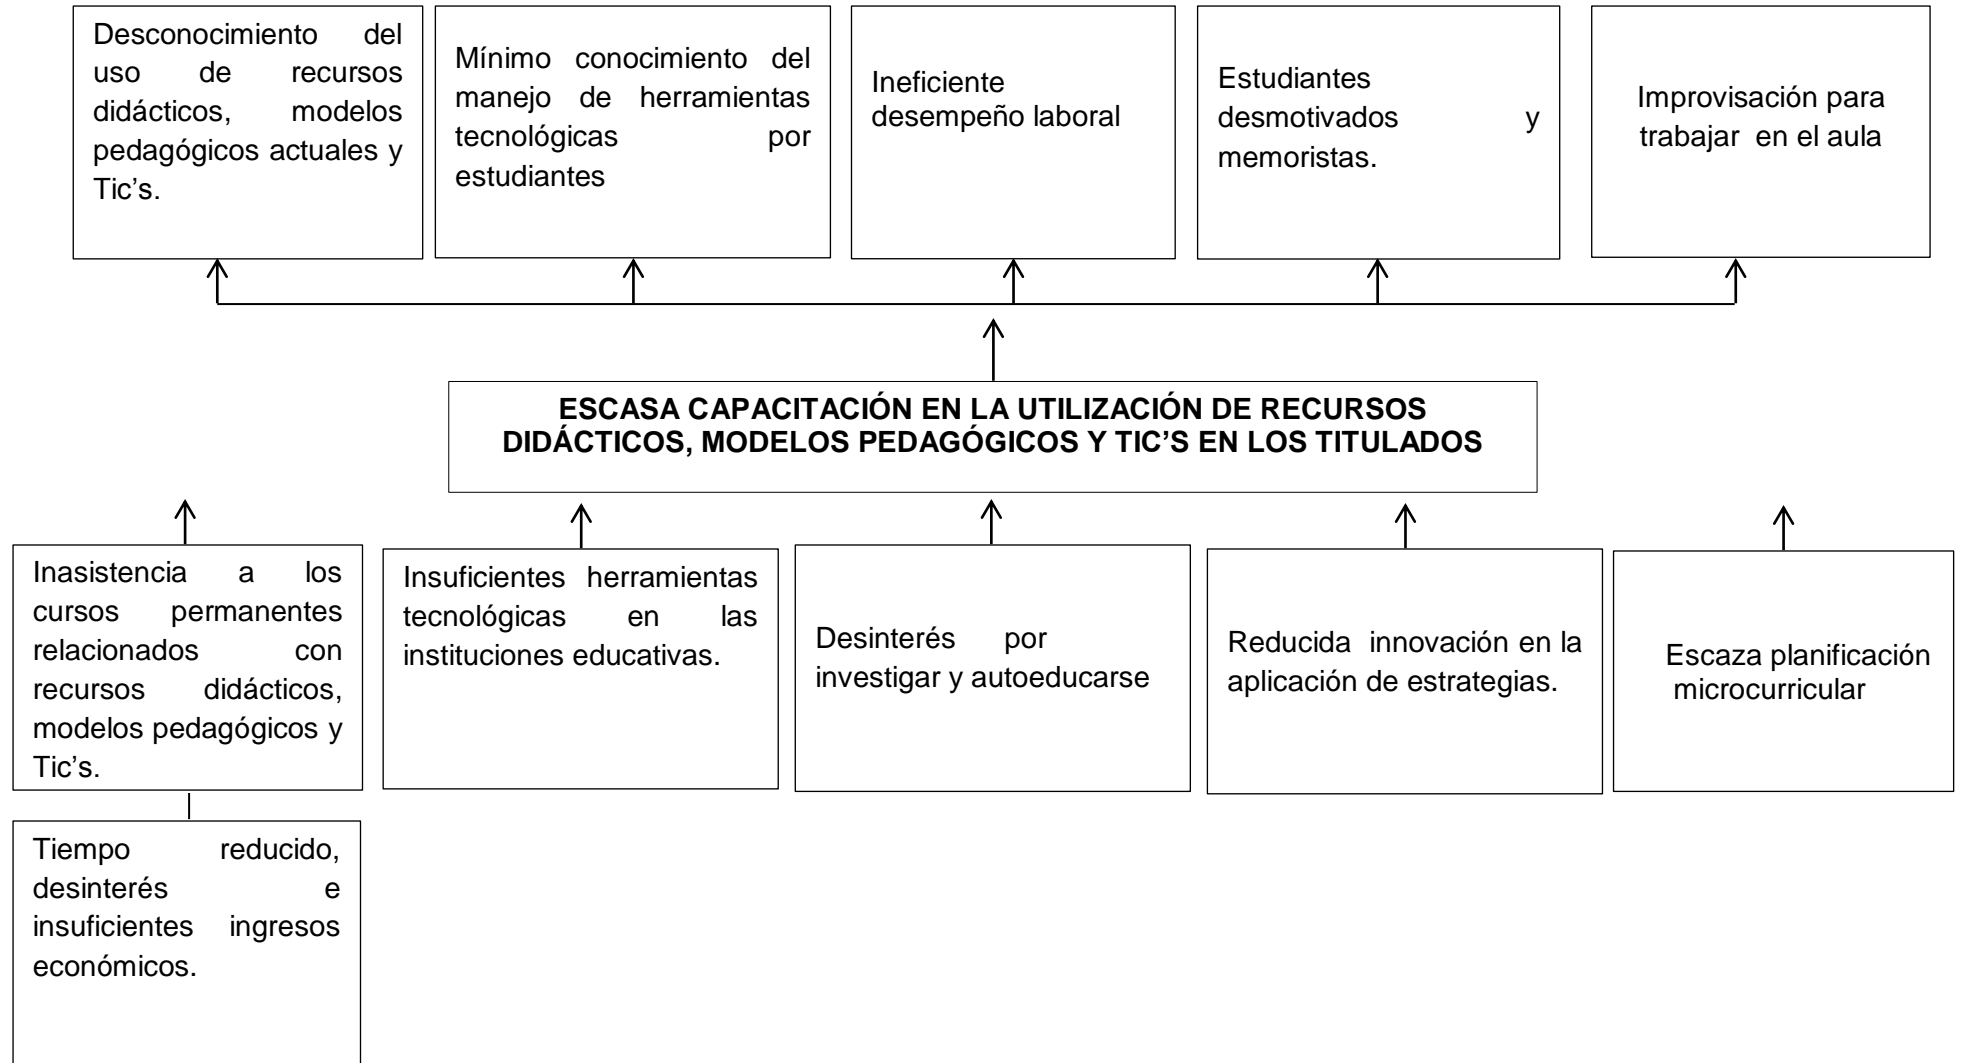 Desconocimiento del
uso de recursos
didácticos, modelos
pedagógicos actuales y
Tic’s.
Mínimo conocimiento del
manejo de herramientas
tecnológicas por
estudiantes
Ineficiente
desempeño laboral
Estudiantes
desmotivados y
memoristas.
Improvisación para
trabajar en el aula
ESCASA CAPACITACIÓN EN LA UTILIZACIÓN DE RECURSOS
DIDÁCTICOS, MODELOS PEDAGÓGICOS Y TIC’S EN LOS TITULADOS
Inasistencia a los
cursos permanentes
relacionados con
recursos didácticos,
modelos pedagógicos y
Tic’s.
Insuficientes herramientas
tecnológicas en las
instituciones educativas.
Desinterés por
investigar y autoeducarse
Reducida innovación en la
aplicación de estrategias.
Escaza planificación
microcurricular
Tiempo reducido,
desinterés e
insuficientes ingresos
económicos.